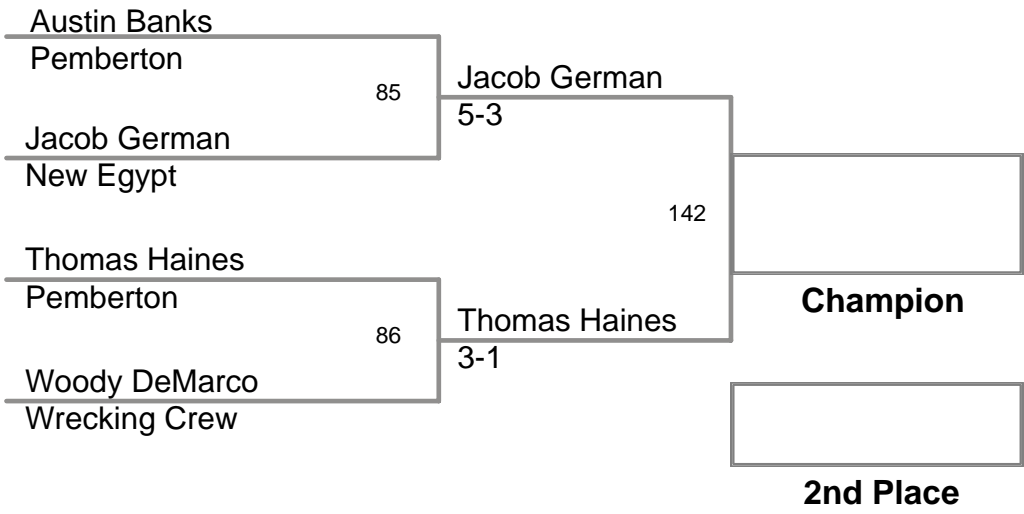 Austin Banks
Pemberton
85
Jacob German
New Egypt
Jacob German
5-3
Thomas Haines
Pemberton
86
Woody DeMarco
Wrecking Crew
Thomas Haines
3-1
142
Champion
2nd Place